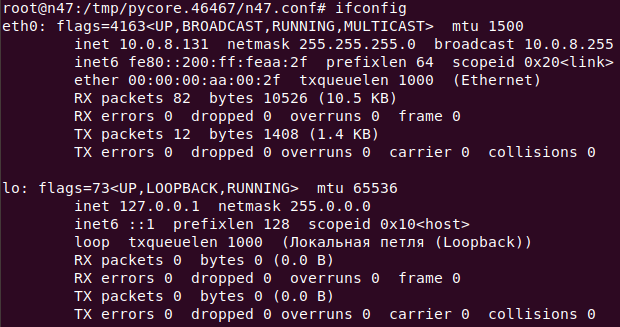 root@n47:/tmp/pycore.46467/n47.conf# ifconfig
eth0: flags=4163<UP,BROADCAST,RUNNING,MULTICAST>  mtu 1500
        inet 10.0.8.131  netmask 255.255.255.0  broadcast 10.0.8.255
        inet6 fe80::200:ff:feaa:2f  prefixlen 64  scopeid 0x20<link>
        ether 00:00:00:aa:00:2f  txqueuelen 1000  (Ethernet)
        RX packets 82  bytes 10526 (10.5 KB)
        RX errors 0  dropped 0  overruns 0  frame 0
        TX packets 12  bytes 1408 (1.4 KB)
        TX errors 0  dropped 0 overruns 0  carrier 0  collisions 0

lo: flags=73<UP,LOOPBACK,RUNNING>  mtu 65536
        inet 127.0.0.1  netmask 255.0.0.0
        inet6 ::1  prefixlen 128  scopeid 0x10<host>
        loop  txqueuelen 1000  (Локальная петля (Loopback))
        RX packets 0  bytes 0 (0.0 B)
        RX errors 0  dropped 0  overruns 0  frame 0
        TX packets 0  bytes 0 (0.0 B)
        TX errors 0  dropped 0 overruns 0  carrier 0  collisions 0